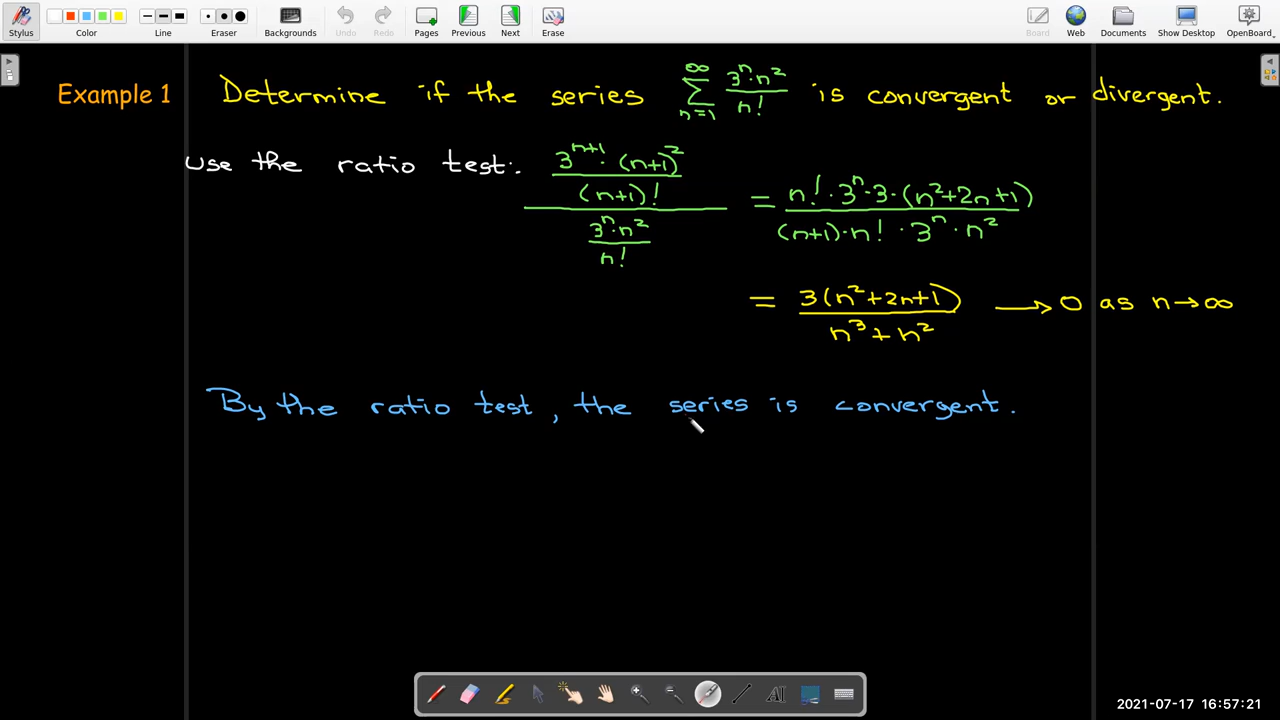 Stylus Color Line Eraser Backgrounds Undo Redo Pages Previous Next Erase Board Web Documents Show Desktop OpenBoard
Example 1 Determine if the series ∑_{n=1}^{∞} (3^n · n^2)/(n!) is convergent or divergent.
Use the ratio test: ((3^{n+1} · (n+1)^2)/((n+1)!))/((3^n · n^2)/(n!)) = (n! · 3^n · 3 · (n^2+2n+1))/((n+1) · n! · 3^n · n^2)
= (3(n^2+2n+1))/(n^3+n^2) → 0 as n→∞
By the ratio test, the series is convergent.
AI
2021-07-17 16:57:21